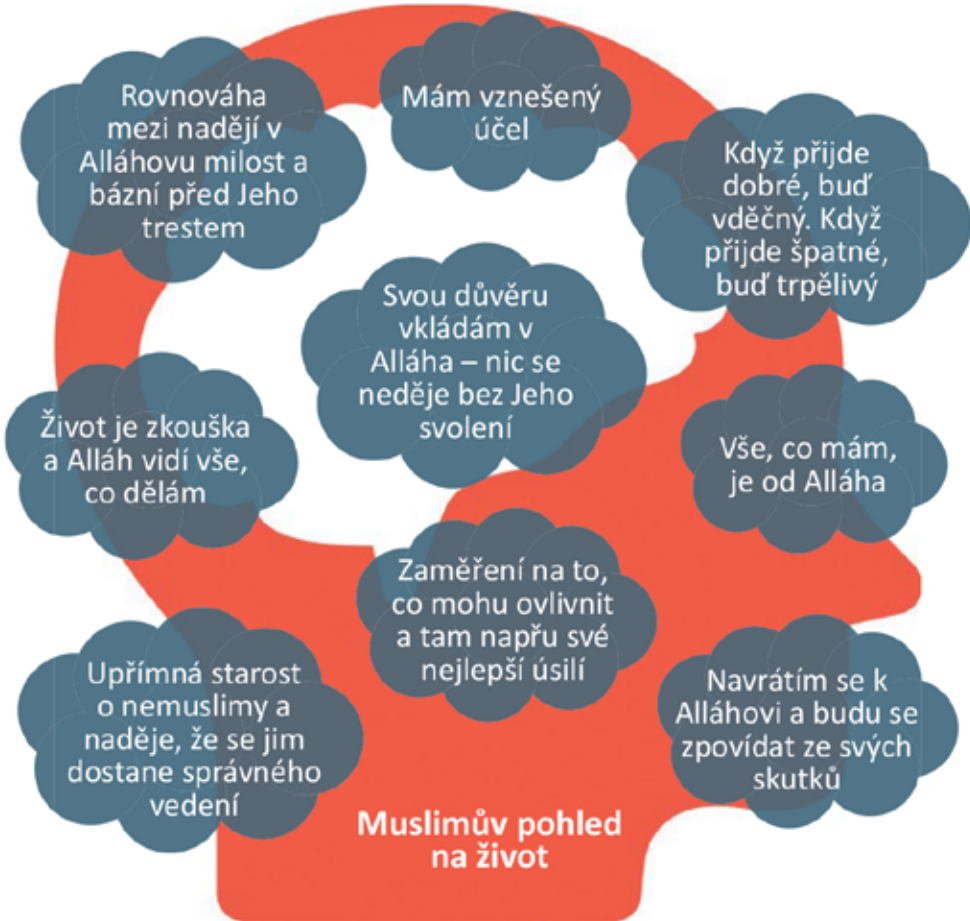 Rovnováha
mezi nadějí v
Alláhovu milost a
bázní před Jeho
trestem
Mám vznešený
účel
Když přijde
dobré, buď
vděčný. Když
přijde špatné,
buď trpělivý
Svou důvěru
vkládám v
Alláha – nic se
neděje bez Jeho
svolení
Život je zkouška
a Alláh vidí vše,
co dělám
Vše, co mám,
je od Alláha
Zaměření na to,
co mohu ovlivnit
a tam napřu své
nejlepší úsilí
Upřímná starost
o nemuslimy a
naděje, že se jim
dostane správného
vedení
Navrátím se k
Alláhovi a budu se
zpovídat ze svých
skutků
Muslimův pohled
na život